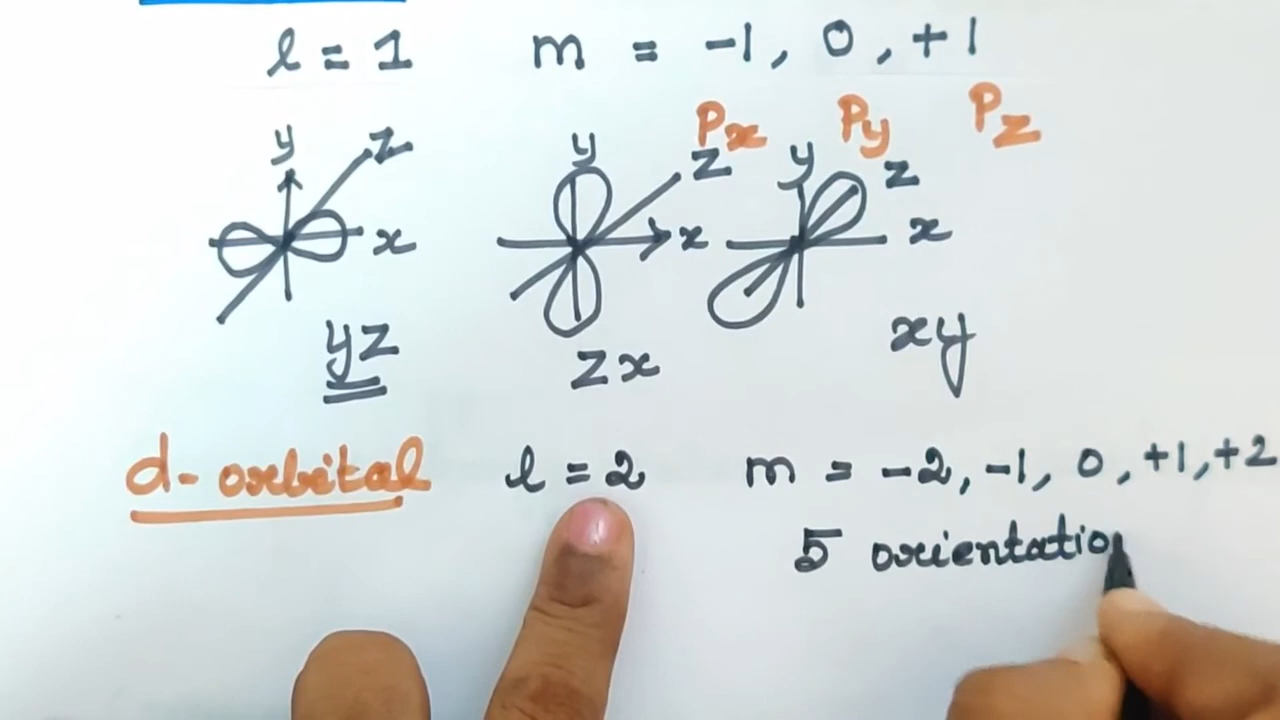 l = 1 m = -1, 0, +1
Px Py Pz
y z x y z x y z x
yz zx xy
d-orbital l = 2 m = -2, -1, 0, +1, +2
5 orientatio